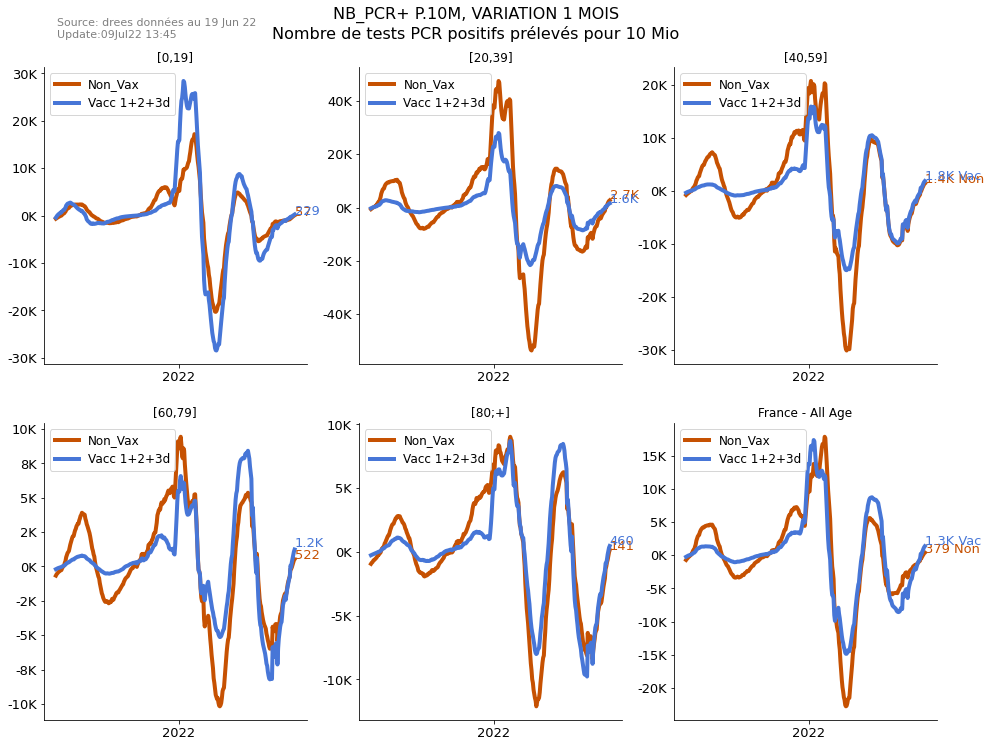 NB_PCR+ P.10M, VARIATION 1 MOIS
Nombre de tests PCR positifs prélevés pour 10 Mio
Source: drees données au 19 Jun 22
Update:09Jul22 13:45
[0,19]
30K
20K
10K
0K
-10K
-20K
-30K
Non_Vax
Vacc 1+2+3d
2022
[20,39]
40K
20K
0K
-20K
-40K
Non_Vax
Vacc 1+2+3d
2.7K
1.6K
2022
[40,59]
20K
10K
0K
-10K
-20K
-30K
Non_Vax
Vacc 1+2+3d
1.8K Vac
1.4K Non
2022
[60,79]
10K
8K
5K
2K
0K
-2K
-5K
-8K
-10K
Non_Vax
Vacc 1+2+3d
1.2K
522
2022
[80;+]
10K
5K
0K
-5K
-10K
Non_Vax
Vacc 1+2+3d
460
141
2022
France - All Age
15K
10K
5K
0K
-5K
-10K
-15K
-20K
Non_Vax
Vacc 1+2+3d
1.3K Vac
379 Non
2022